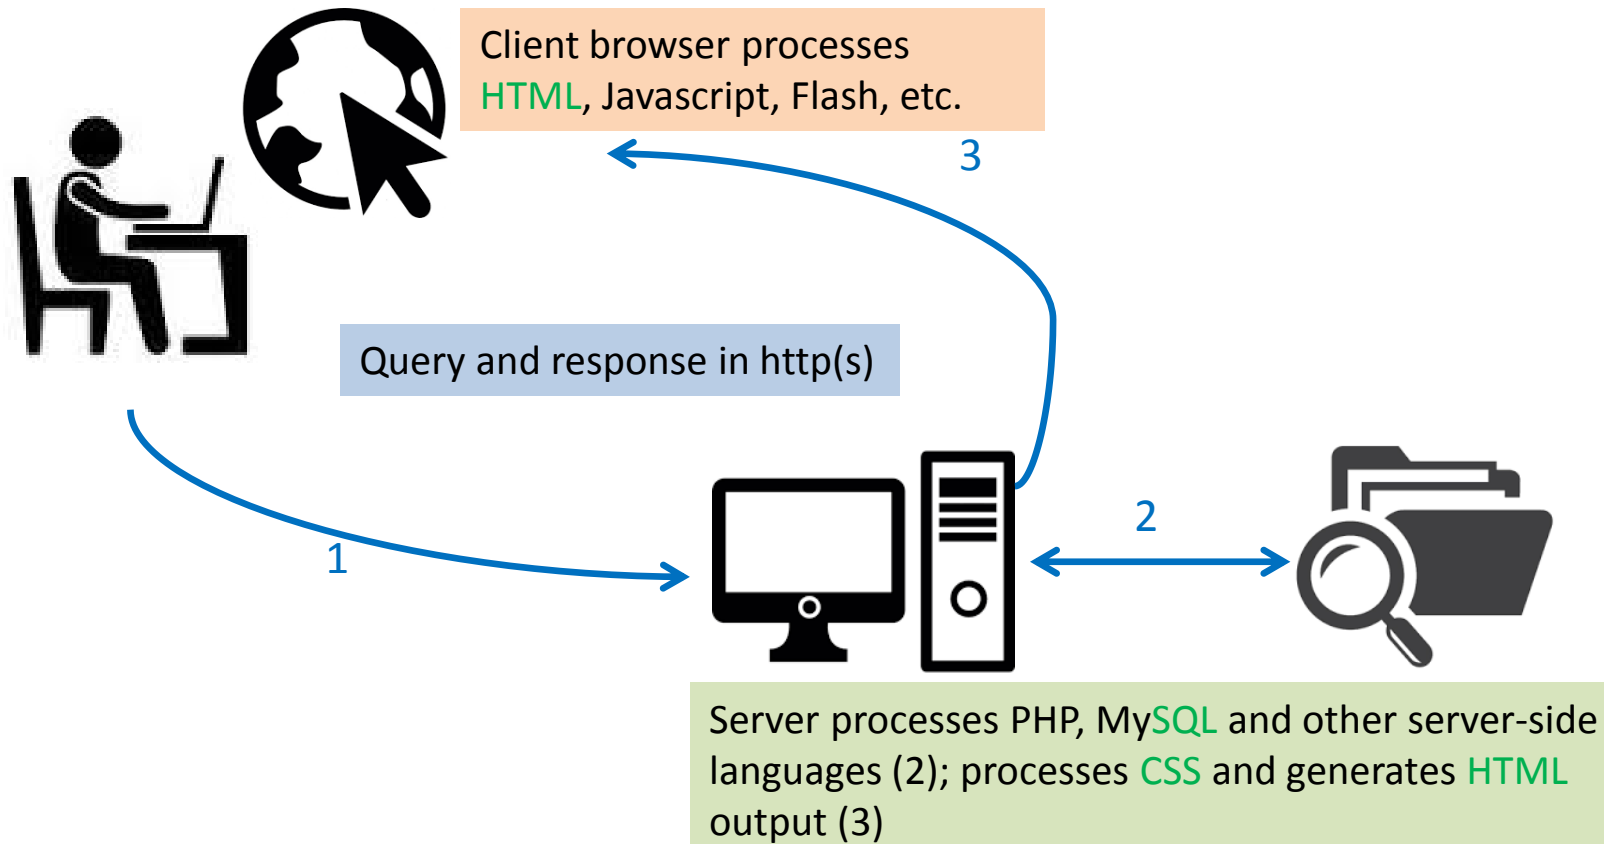 Client browser processes
HTML, Javascript, Flash, etc.
3
Query and response in http(s)
1
2
Server processes PHP, MySQL and other server-side
languages (2); processes CSS and generates HTML
output (3)